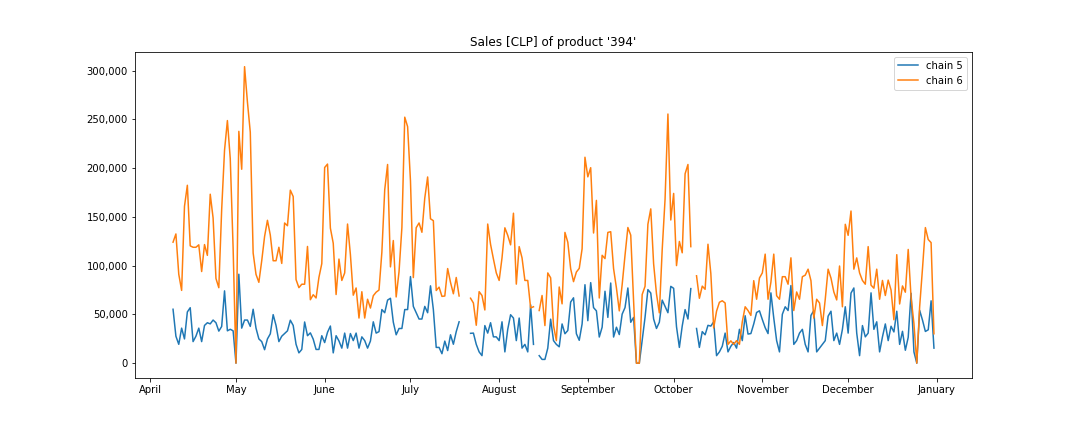 Sales [CLP] of product '394'
chain 5
chain 6
300,000
250,000
200,000
150,000
100,000
50,000
0
April May June July August September October November December January